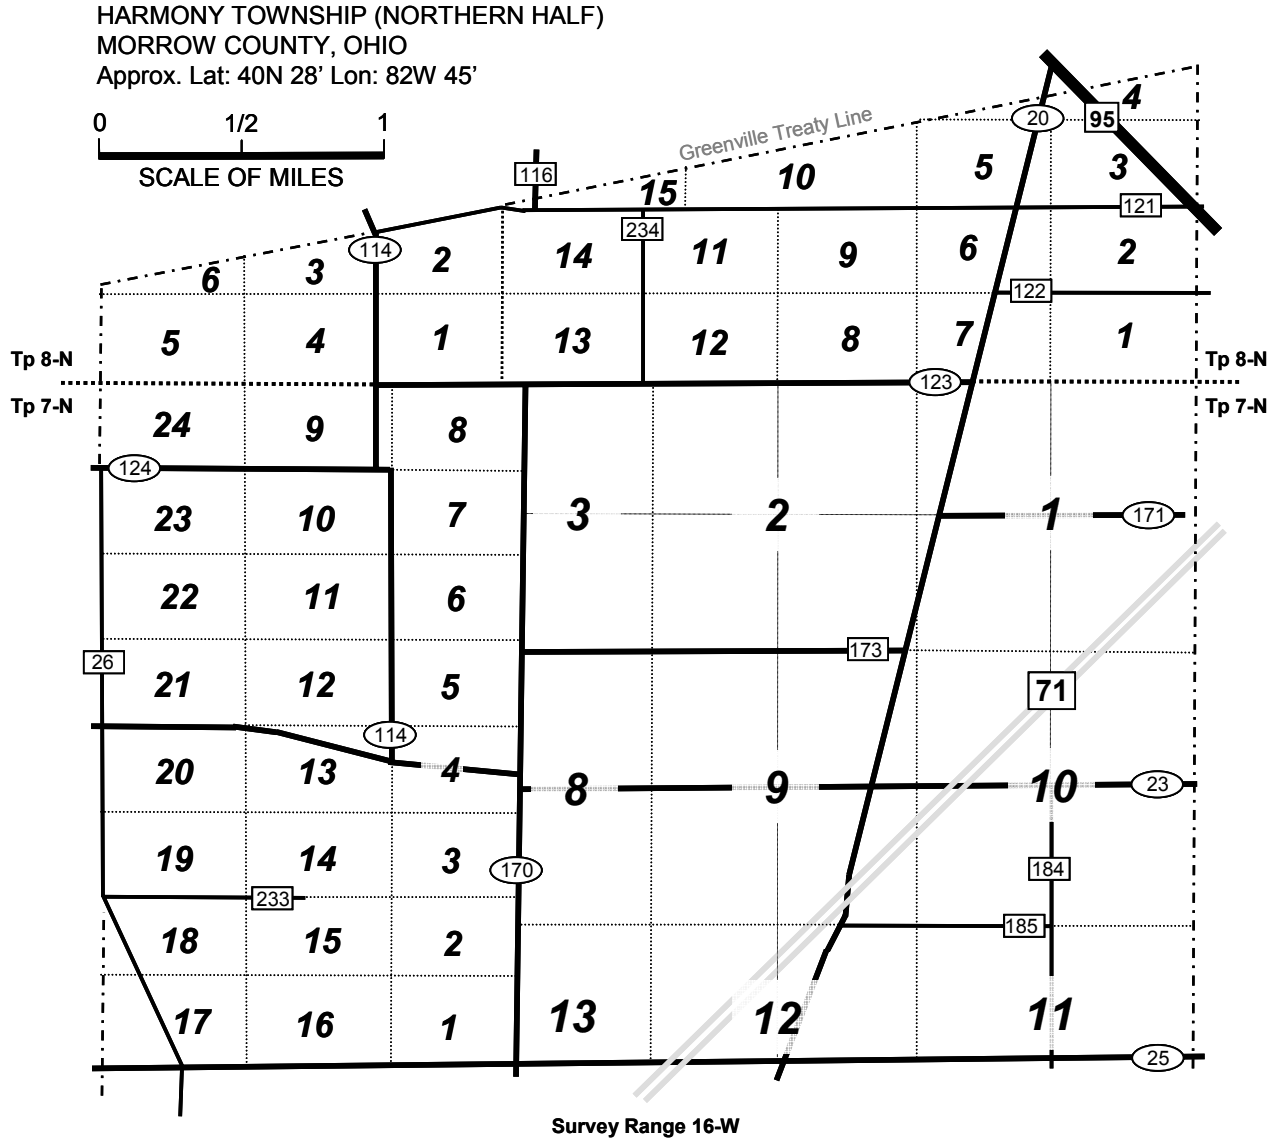 HARMONY TOWNSHIP (NORTHERN HALF)
MORROW COUNTY, OHIO
Approx. Lat: 40N 28’ Lon: 82W 45’
0 1/2 1
SCALE OF MILES
Greenville Treaty Line
20 95 4
116 15 10 5 3
121
114 234
6 3 2 14 11 9 6 2
122
5 4 1 13 12 8 7 1
Tp 8-N Tp 8-N
123
Tp 7-N Tp 7-N
24 9 8
124
23 10 7 3 2 1 171
22 11 6
26 173
21 12 5 71
114
20 13 4 8 9 10 23
19 14 3 170 184
233
18 15 2 185
17 16 1 13 12 11
25
Survey Range 16-W